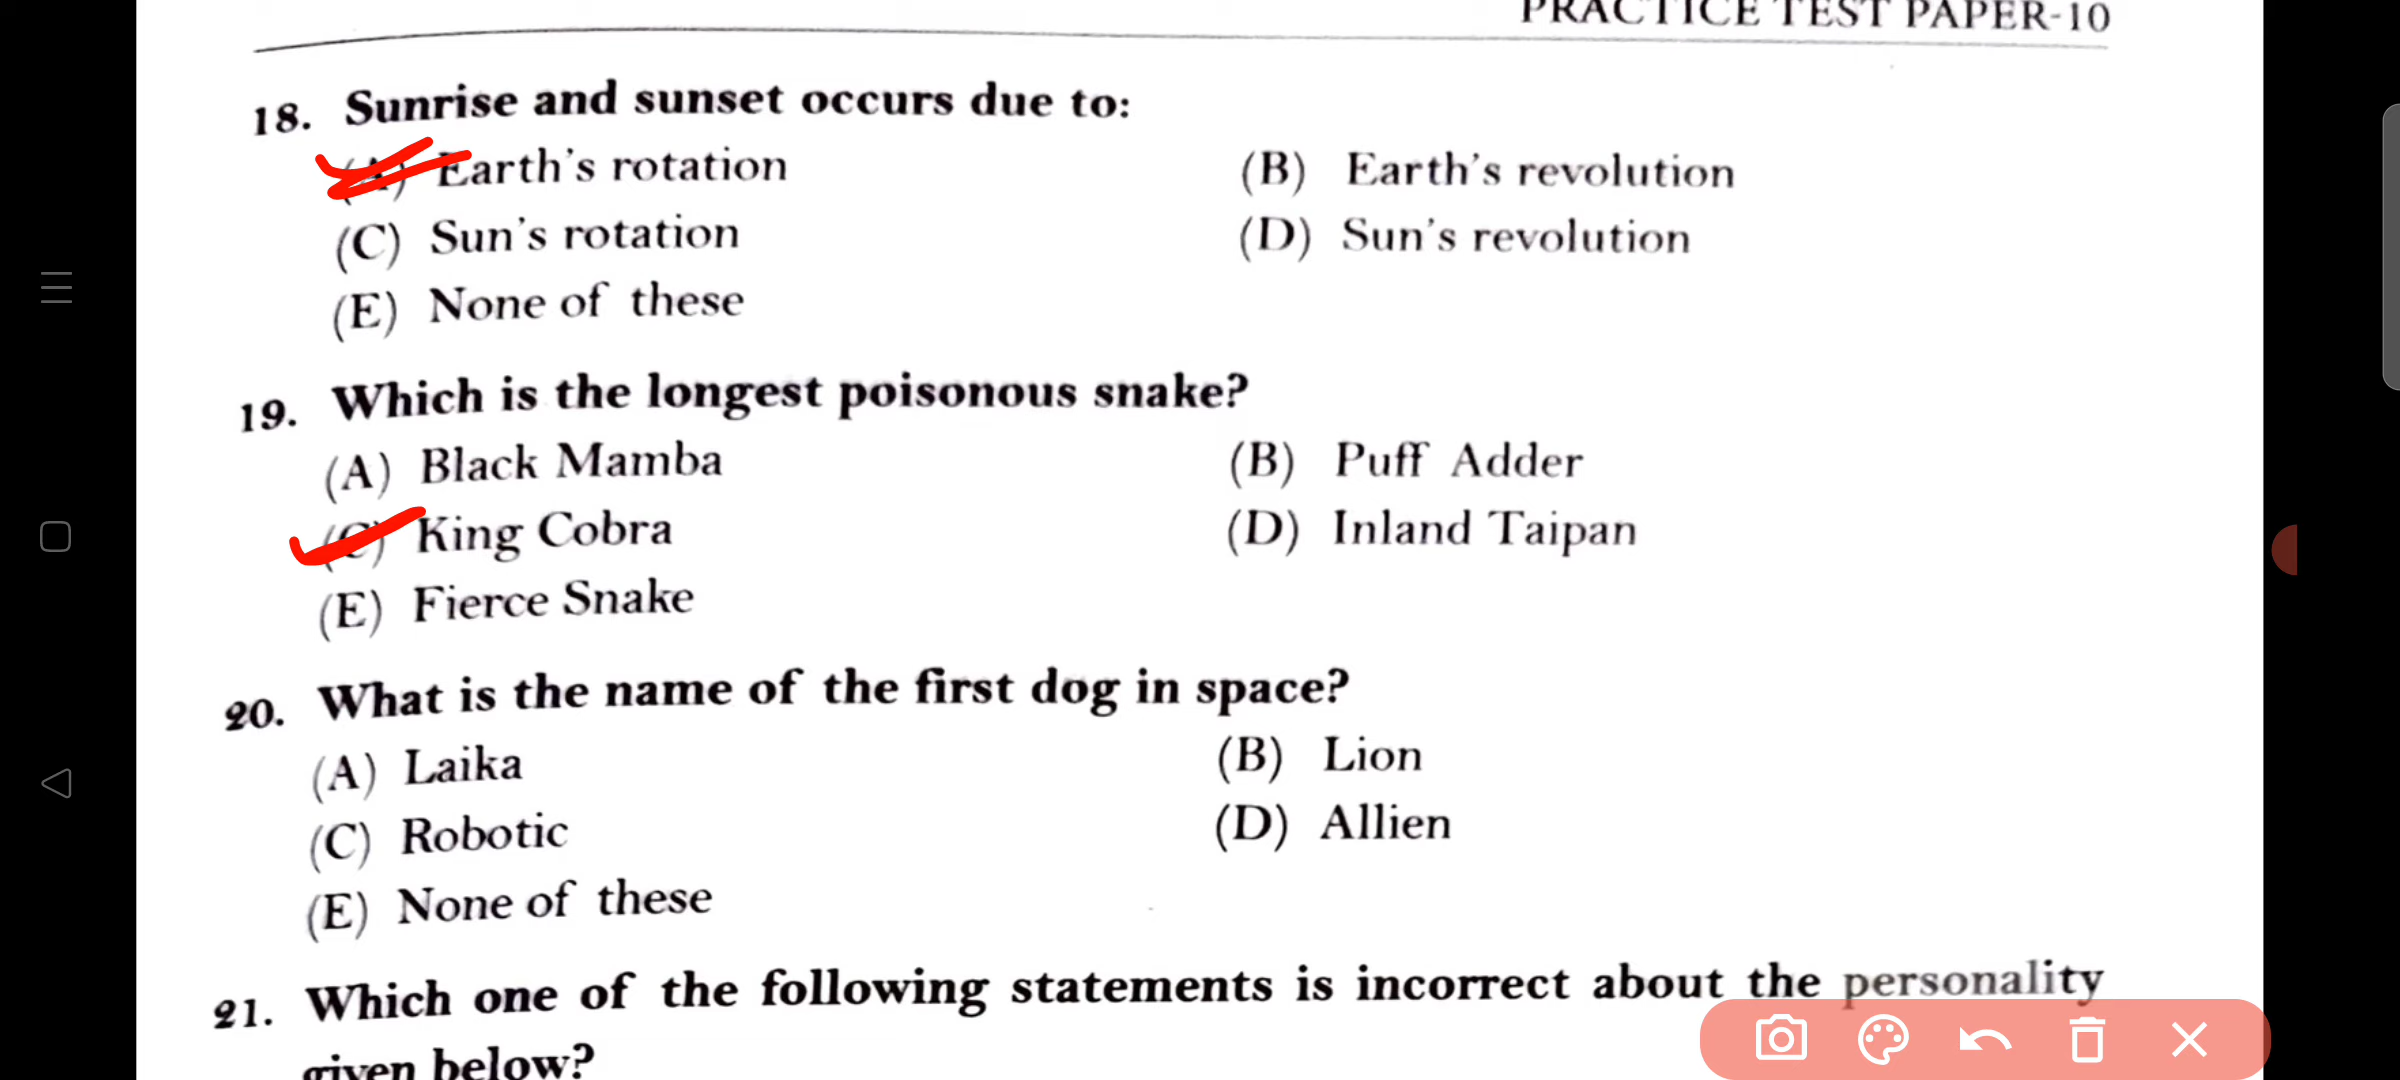 PRACTICE TEST PAPER-10
18. Sunrise and sunset occurs due to:
(A) Earth's rotation (B) Earth's revolution
(C) Sun's rotation (D) Sun's revolution
(E) None of these
19. Which is the longest poisonous snake?
(A) Black Mamba (B) Puff Adder
(C) King Cobra (D) Inland Taipan
(E) Fierce Snake
20. What is the name of the first dog in space?
(A) Laika (B) Lion
(C) Robotic (D) Allien
(E) None of these
21. Which one of the following statements is incorrect about the personality
given below?